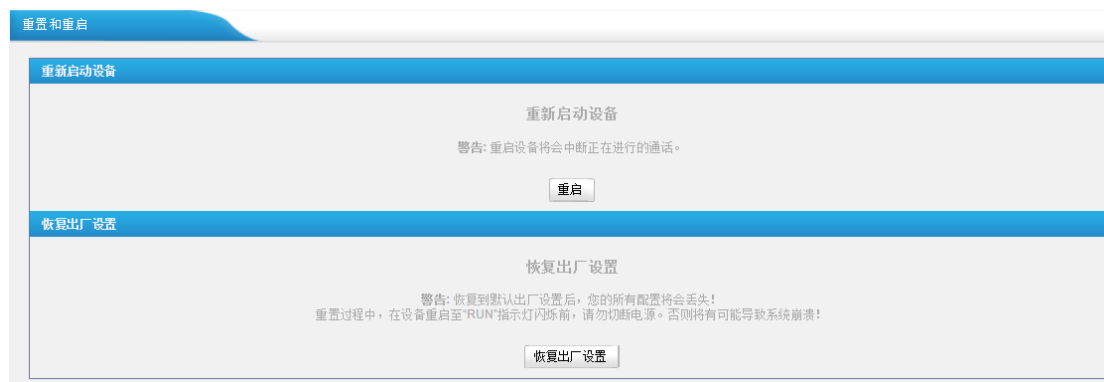 重置和重启
重新启动设备
重新启动设备
警告: 重启设备将会中断正在进行的通话。
重启
恢复出厂设置
恢复出厂设置
警告: 恢复到默认出厂设置后，您的所有配置将会丢失!
重置过程中，在设备重启至"RUN"指示灯闪烁前，请勿切断电源。否则将有可能导致系统崩溃!
恢复出厂设置